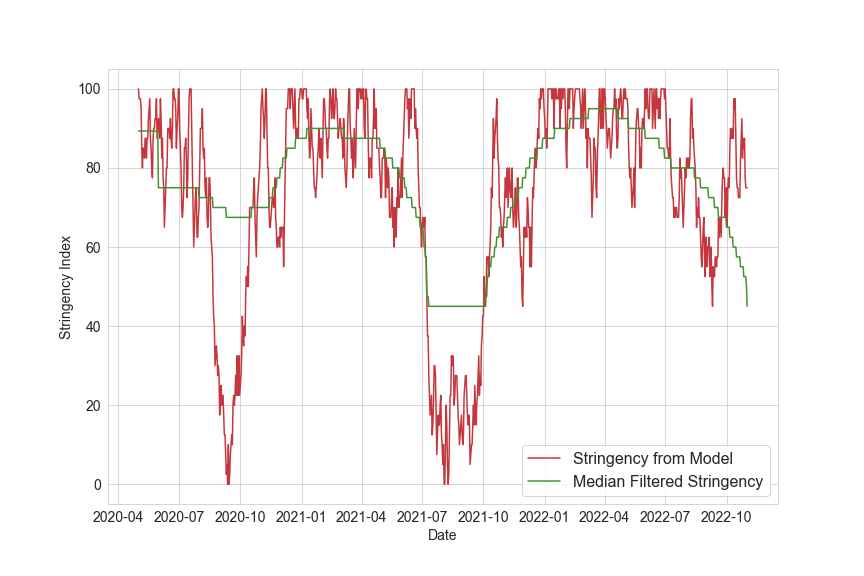 100
80
60
40
20
0
Stringency Index
Stringency from Model
Median Filtered Stringency
2020-04 2020-07 2020-10 2021-01 2021-04 2021-07 2021-10 2022-01 2022-04 2022-07 2022-10
Date